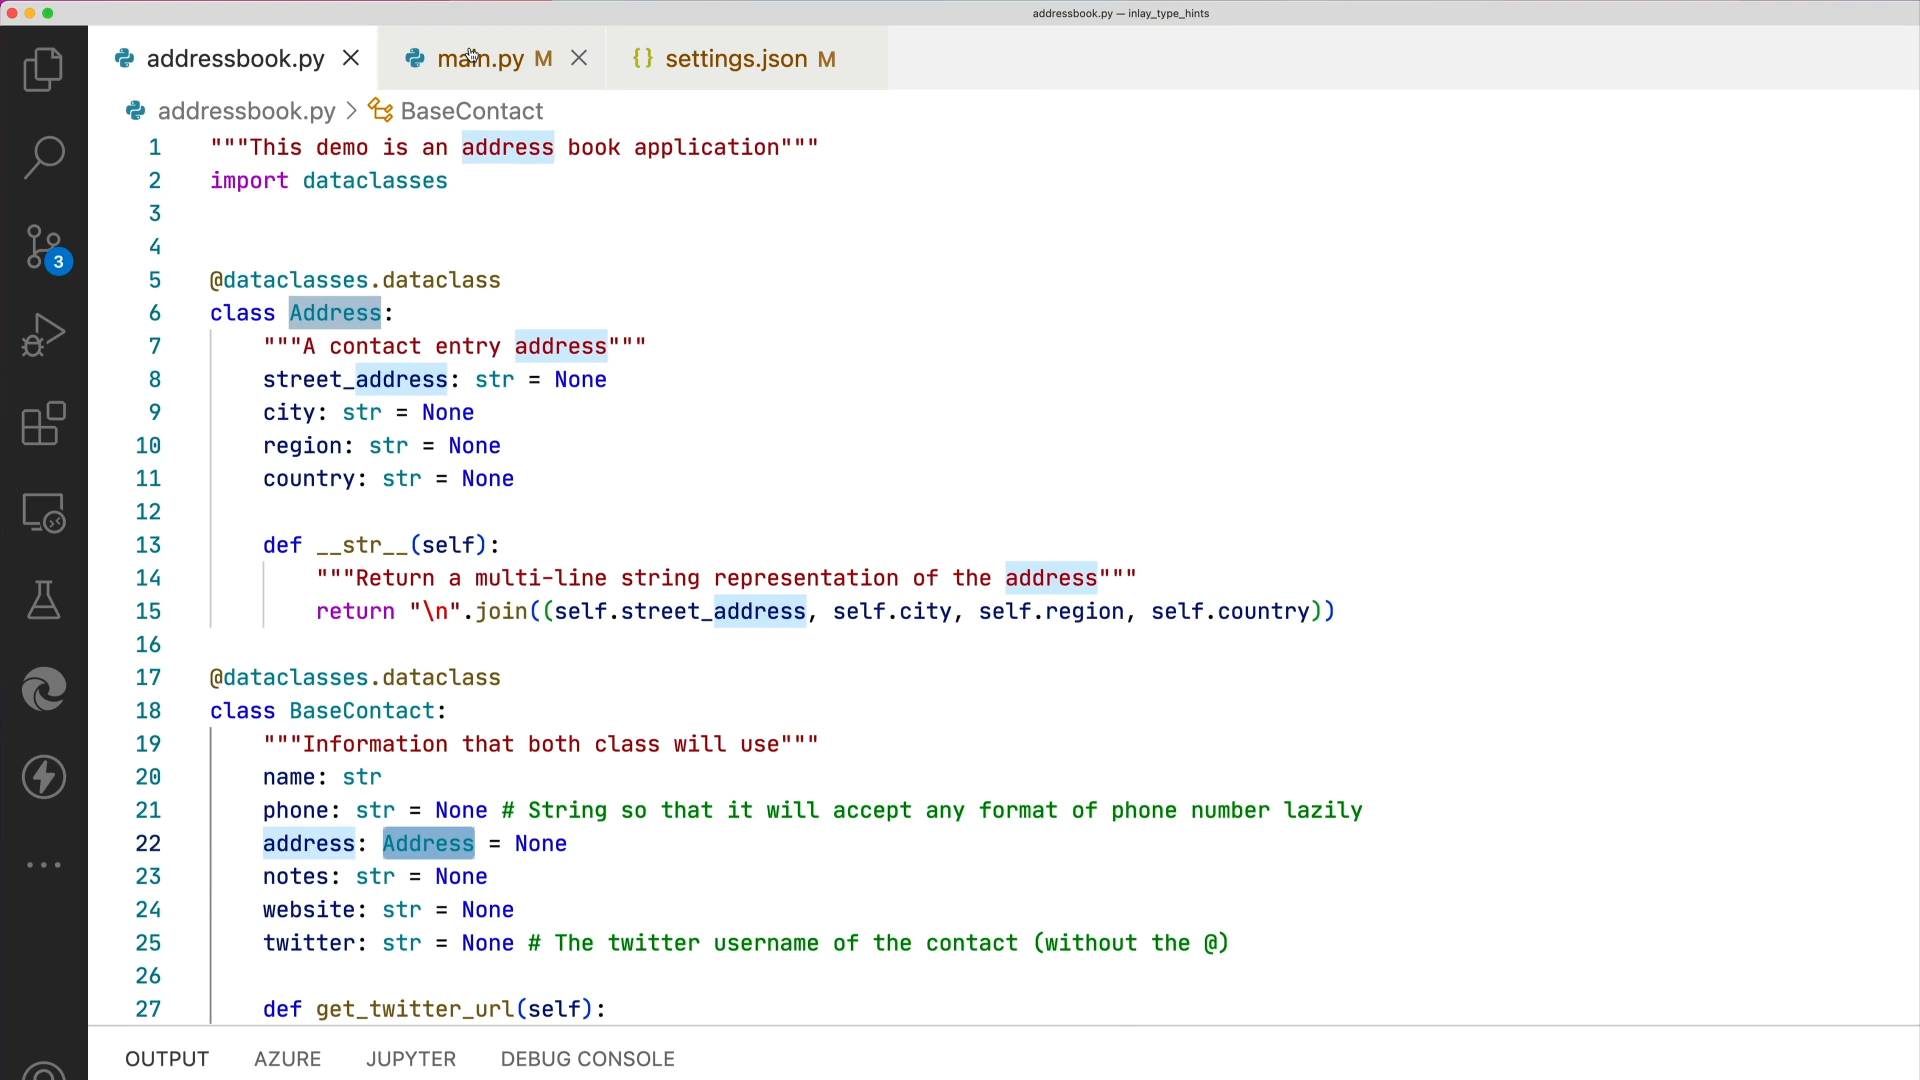 addressbook.py — inlay_type_hints
addressbook.py main.py M settings.json M
addressbook.py > BaseContact
1 """This demo is an address book application"""
2 import dataclasses
3
4
5 @dataclasses.dataclass
6 class Address:
7 """A contact entry address"""
8 street_address: str = None
9 city: str = None
10 region: str = None
11 country: str = None
12
13 def __str__(self):
14 """Return a multi-line string representation of the address"""
15 return "\n".join((self.street_address, self.city, self.region, self.country))
16
17 @dataclasses.dataclass
18 class BaseContact:
19 """Information that both class will use"""
20 name: str
21 phone: str = None # String so that it will accept any format of phone number lazily
22 address: Address = None
23 notes: str = None
24 website: str = None
25 twitter: str = None # The twitter username of the contact (without the @)
26
27 def get_twitter_url(self):
3
OUTPUT AZURE JUPYTER DEBUG CONSOLE